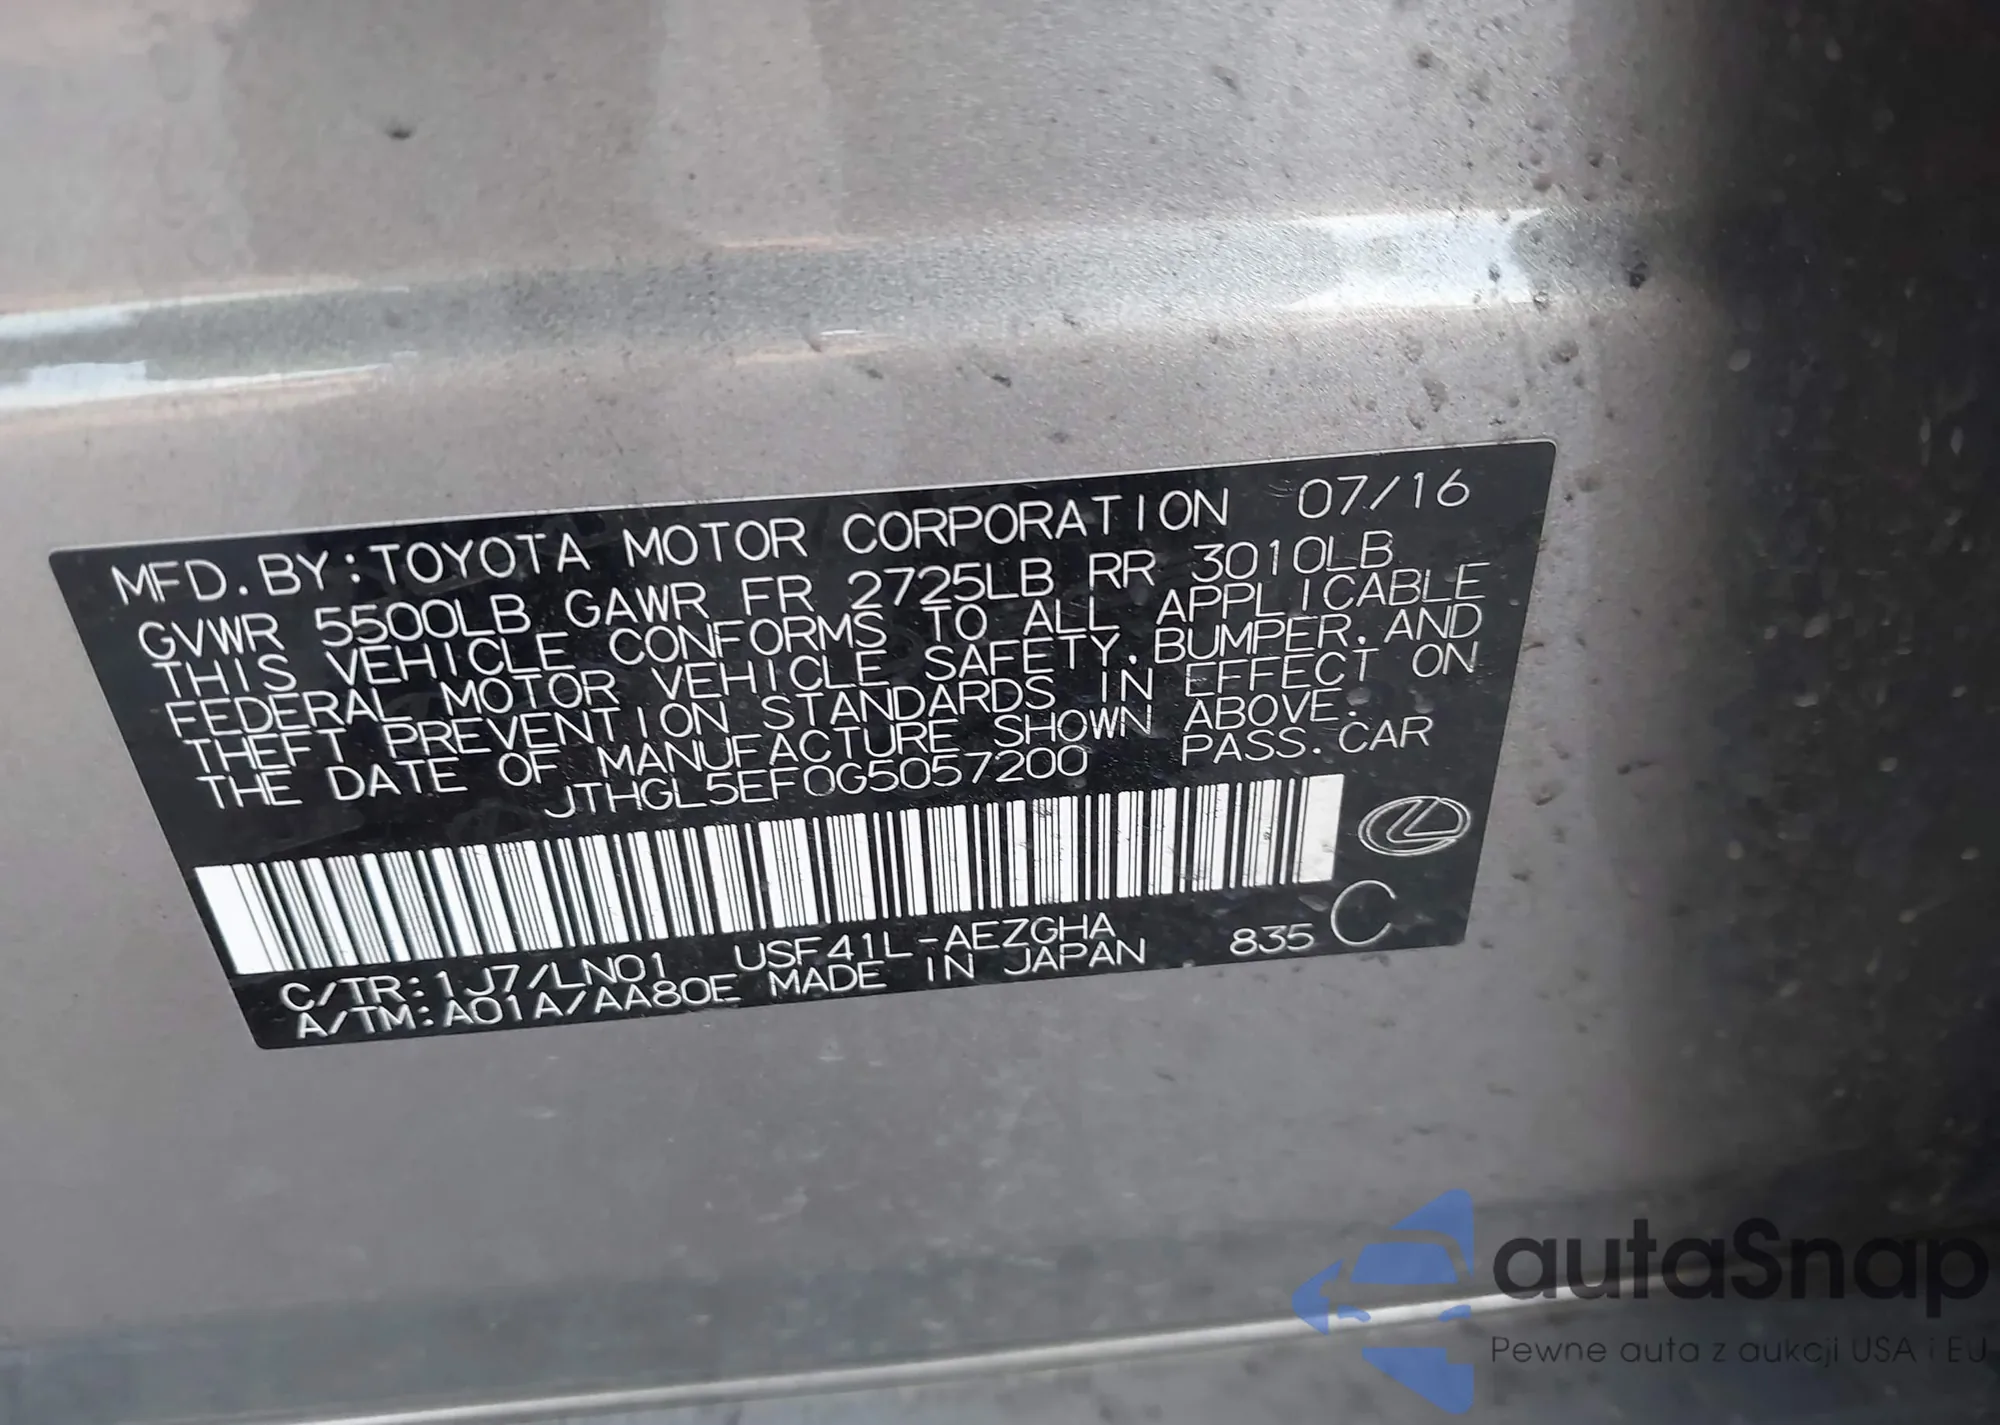 MFD. BY: TOYOTA MOTOR CORPORATION 07/16
GVWR 5500LB GAWR FR 2725LB RR 3010LB
THIS VEHICLE CONFORMS TO ALL APPLICABLE
FEDERAL MOTOR VEHICLE SAFETY, BUMPER, AND
THEFT PREVENTION STANDARDS IN EFFECT ON
THE DATE OF MANUFACTURE SHOWN ABOVE.
JTHGL5EF0G5057200 PASS. CAR
C/TR: 1J7/LN01 USF41L-AEZGHA
A/TM: A01A/AA80E MADE IN JAPAN 835 C
autaSnap
Pewne auta z aukcji USA i EU